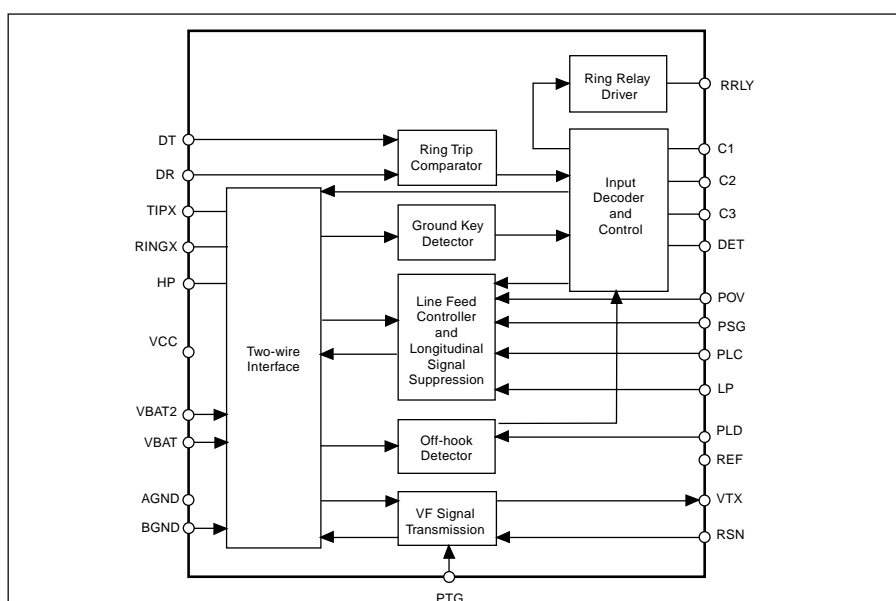 Ring Relay
Driver
RRLY
DT
Ring Trip
Comparator
C1
DR
Input
Decoder
and
Control
C2
TIPX
C3
Ground Key
Detector
RINGX
DET
HP
Line Feed
Controller
and
Longitudinal
Signal
Suppression
POV
PSG
VCC
Two-wire
Interface
PLC
LP
VBAT2
VBAT
Off-hook
Detector
PLD
REF
AGND
VF Signal
Transmission
VTX
BGND
RSN
PTG